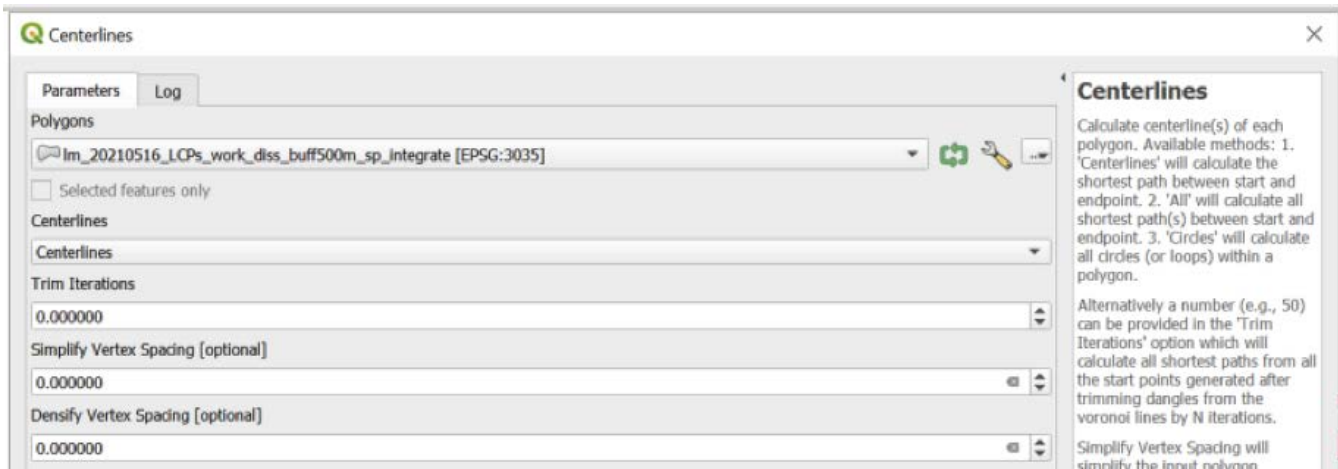 Centerlines
Parameters
Log
Polygons
lm_20210516_LCPs_work_diss_buff500m_sp_integrate [EPSG:3035]
Selected features only
Centerlines
Centerlines
Trim Iterations
0.000000
Simplify Vertex Spacing [optional]
0.000000
Densify Vertex Spacing [optional]
0.000000
Centerlines
Calculate centerline(s) of each
polygon. Available methods: 1.
'Centerlines' will calculate the
shortest path between start and
endpoint. 2. 'All' will calculate all
shortest path(s) between start and
endpoint. 3. 'Circles' will calculate
all circles (or loops) within a
polygon.
Alternatively a number (e.g., 50)
can be provided in the 'Trim
Iterations' option which will
calculate all shortest paths from all
the start points generated after
trimming dangles from the
voronoi lines by N iterations.
Simplify Vertex Spacing will
simplify the input polygon